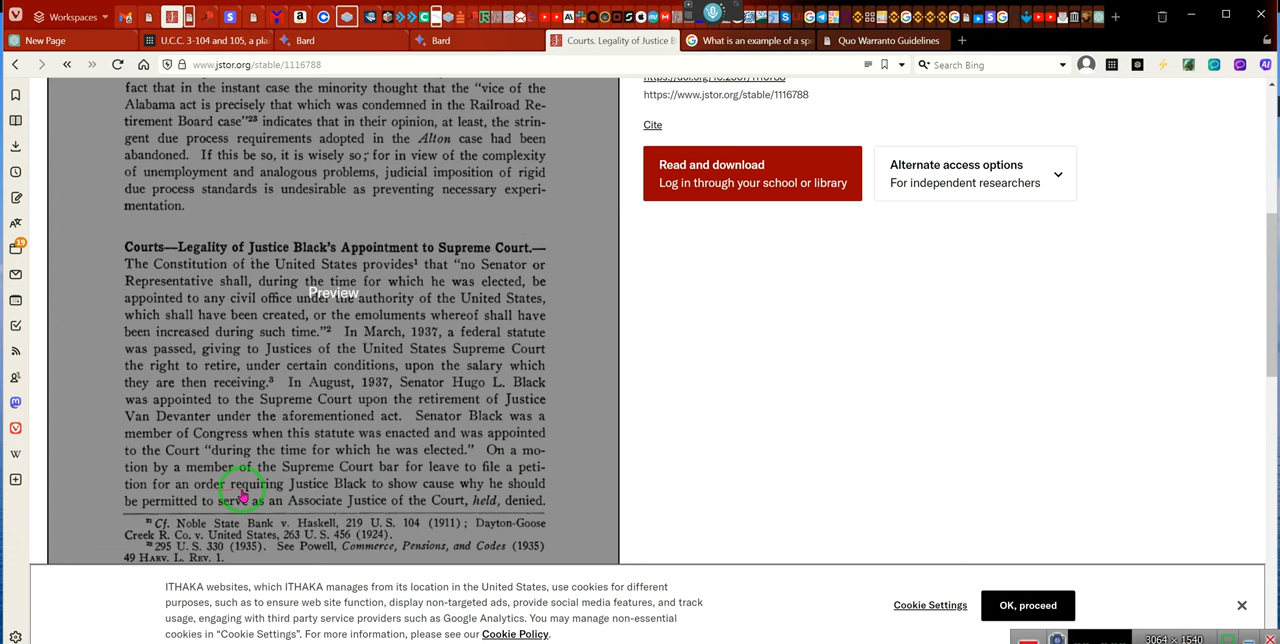 Workspaces
New Page
U.C.C. 3-104 and 105, a pla
Bard
Bard
Courts. Legality of Justice B
What is an example of a sp
Quo Warranto Guidelines
www.jstor.org/stable/1116788
Search Bing
19
fact that in the instant case the minority thought that the "vice of the
Alabama act is precisely that which was condemned in the Railroad Re-
tirement Board case"²³ indicates that in their opinion, at least, the strin-
gent due process requirements adopted in the Alton case had been
abandoned. If this be so, it is wisely so; for in view of the complexity
of unemployment and analogous problems, judicial imposition of rigid
due process standards is undesirable as preventing necessary experi-
mentation.
Courts—Legality of Justice Black's Appointment to Supreme Court.—
The Constitution of the United States provides¹ that "no Senator or
Representative shall, during the time for which he was elected, be
appointed to any civil office under the authority of the United States,
which shall have been created, or the emoluments whereof shall have
been increased during such time."² In March, 1937, a federal statute
was passed, giving to Justices of the United States Supreme Court
the right to retire, under certain conditions, upon the salary which
they are then receiving.³ In August, 1937, Senator Hugo L. Black
was appointed to the Supreme Court upon the retirement of Justice
Van Devanter under the aforementioned act. Senator Black was a
member of Congress when this statute was enacted and was appointed
to the Court "during the time for which he was elected." On a mo-
tion by a member of the Supreme Court bar for leave to file a peti-
tion for an order requiring Justice Black to show cause why he should
be permitted to serve as an Associate Justice of the Court, held, denied.
Cf. Noble State Bank v. Haskell, 219 U. S. 104 (1911); Dayton-Goose
Creek R. Co. v. United States, 263 U. S. 456 (1924).
295 U. S. 330 (1935). See Powell, Commerce, Pensions, and Codes (1935)
49 HARV. L. REV. 1.
Preview
https://www.jstor.org/stable/1116788
Cite
Read and download
Log in through your school or library
Alternate access options
For independent researchers
ITHAKA websites, which ITHAKA manages from its location in the United States, use cookies for different
purposes, such as to ensure web site function, display non-targeted ads, provide social media features, and track
usage, engaging with third party service providers such as Google Analytics. You may manage non-essential
cookies in "Cookie Settings". For more information, please see our Cookie Policy.
Cookie Settings
OK, proceed
3064 x 1540